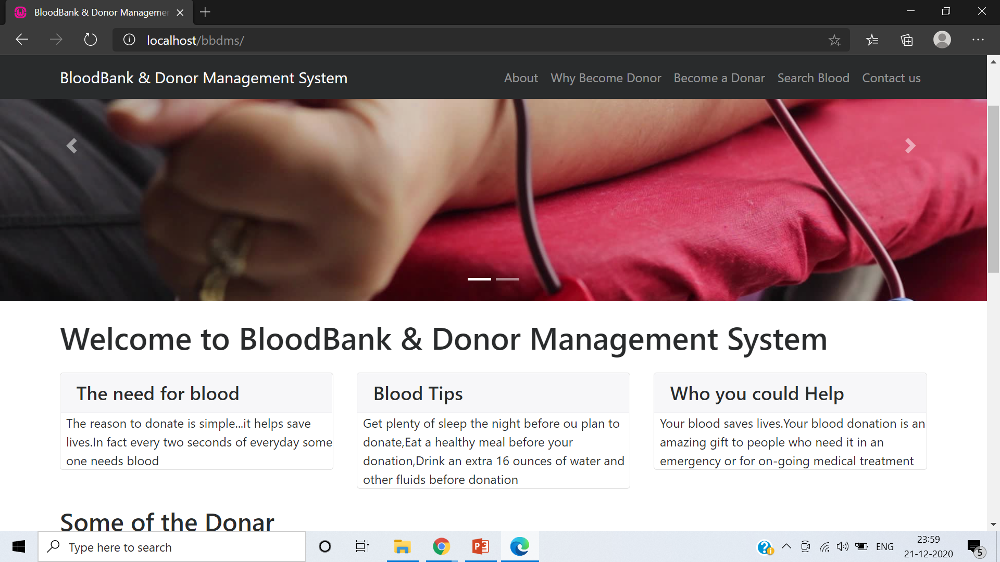 BloodBank & Donor Managemen
localhost/bbdms/
BloodBank & Donor Management System
About Why Become Donor Become a Donar Search Blood Contact us
Welcome to BloodBank & Donor Management System
The need for blood
The reason to donate is simple...it helps save
lives.In fact every two seconds of everyday some
one needs blood
Blood Tips
Get plenty of sleep the night before ou plan to
donate,Eat a healthy meal before your
donation,Drink an extra 16 ounces of water and
other fluids before donation
Who you could Help
Your blood saves lives.Your blood donation is an
amazing gift to people who need it in an
emergency or for on-going medical treatment
Some of the Donar
Type here to search
ENG
23:59
21-12-2020
5